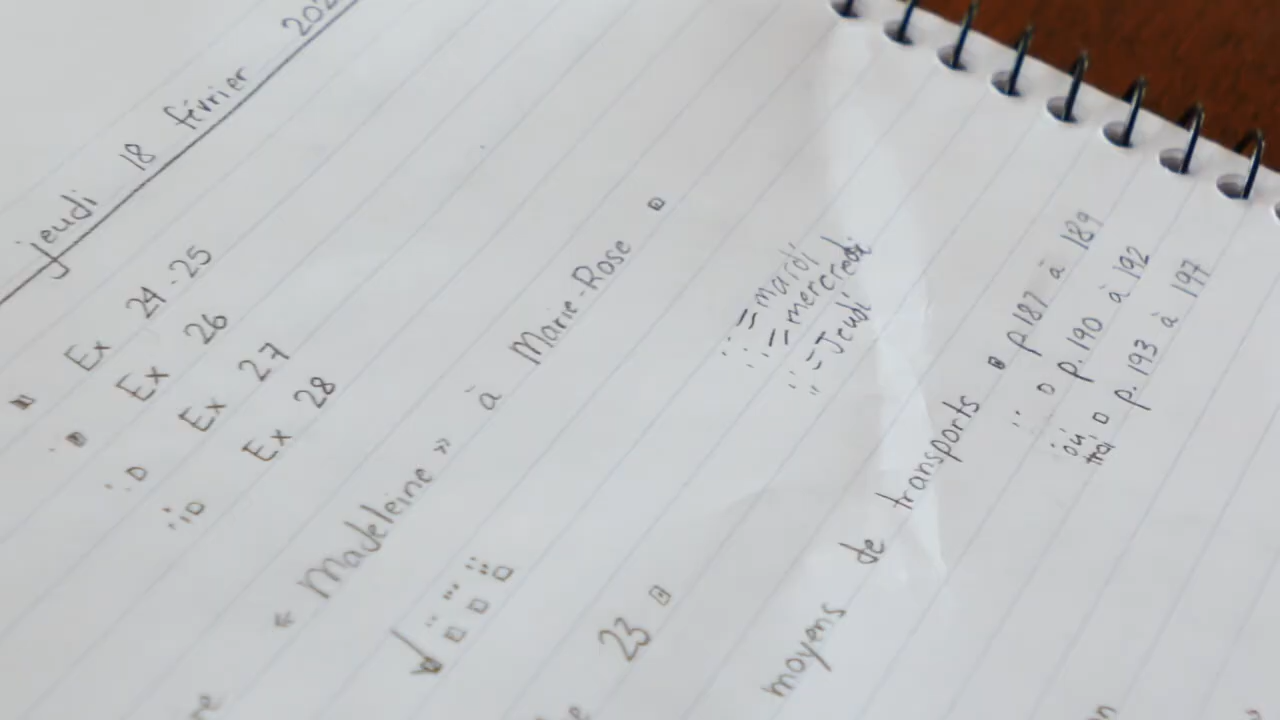 jeudi 18 février
Ex 24-25
Ex 26
Ex 27
Ex 28
« Madeleine » à Marie-Rose
= mardi
= mercredi
= Jeudi
23
moyens de transports p.187 à 189
p.190 à 192
p.193 à 197